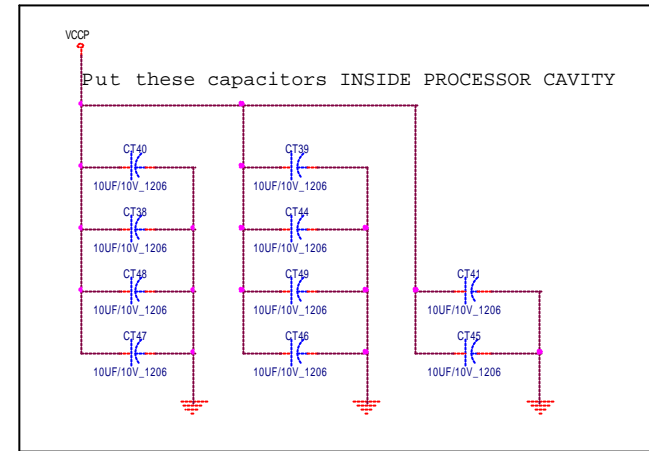 VCCP
Put these capacitors INSIDE PROCESSOR CAVITY
CT40
10UF/10V_1206
CT39
10UF/10V_1206
CT38
10UF/10V_1206
CT44
10UF/10V_1206
CT48
10UF/10V_1206
CT49
10UF/10V_1206
CT41
10UF/10V_1206
CT47
10UF/10V_1206
CT46
10UF/10V_1206
CT45
10UF/10V_1206